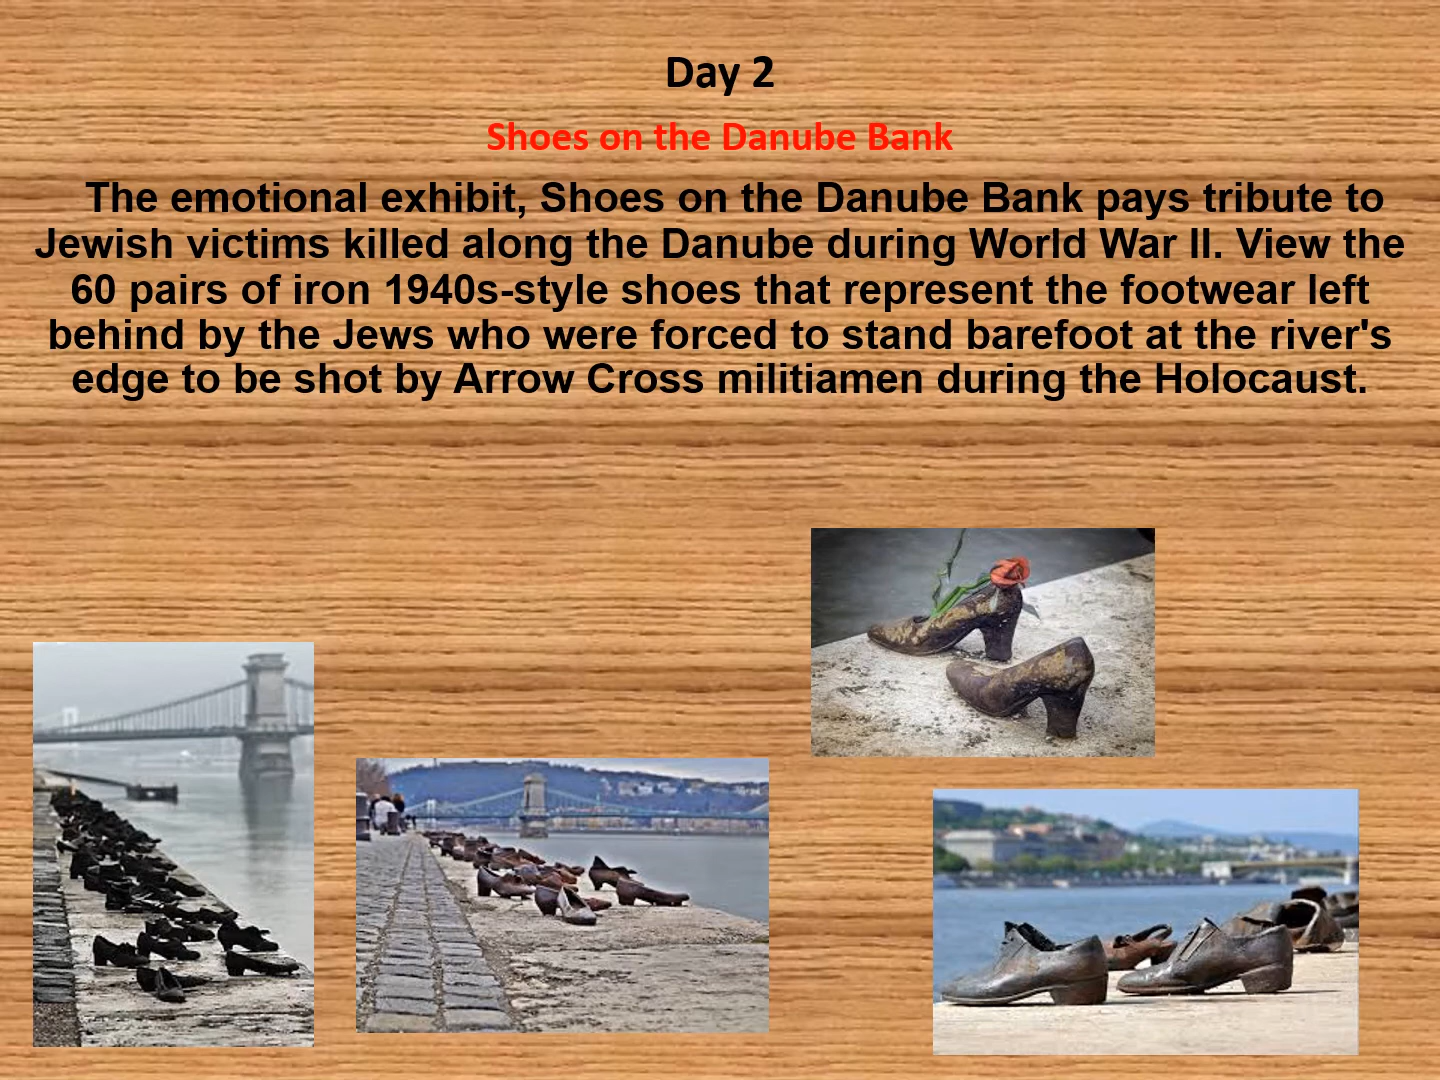 Day 2
Shoes on the Danube Bank
The emotional exhibit, Shoes on the Danube Bank pays tribute to
Jewish victims killed along the Danube during World War II. View the
60 pairs of iron 1940s-style shoes that represent the footwear left
behind by the Jews who were forced to stand barefoot at the river's
edge to be shot by Arrow Cross militiamen during the Holocaust.